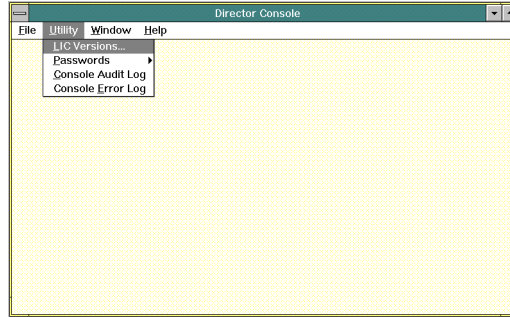 Director Console
File Utility Window Help
LIC Versions...
Passwords
Console Audit Log
Console Error Log